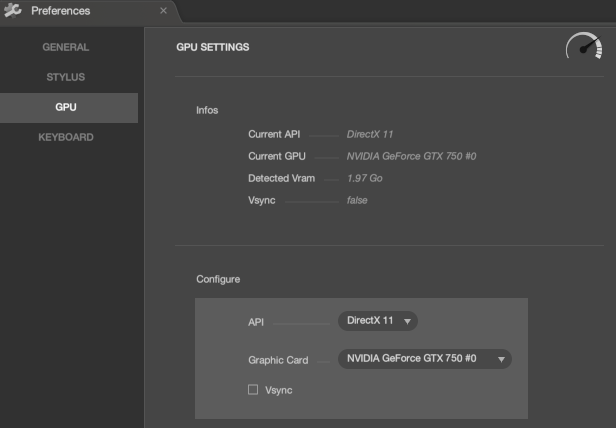 Preferences
GENERAL
STYLUS
GPU
KEYBOARD
GPU SETTINGS
Infos
Current API DirectX 11
Current GPU NVIDIA GeForce GTX 750 #0
Detected Vram 1.97 Go
Vsync false
Configure
API DirectX 11
Graphic Card NVIDIA GeForce GTX 750 #0
Vsync